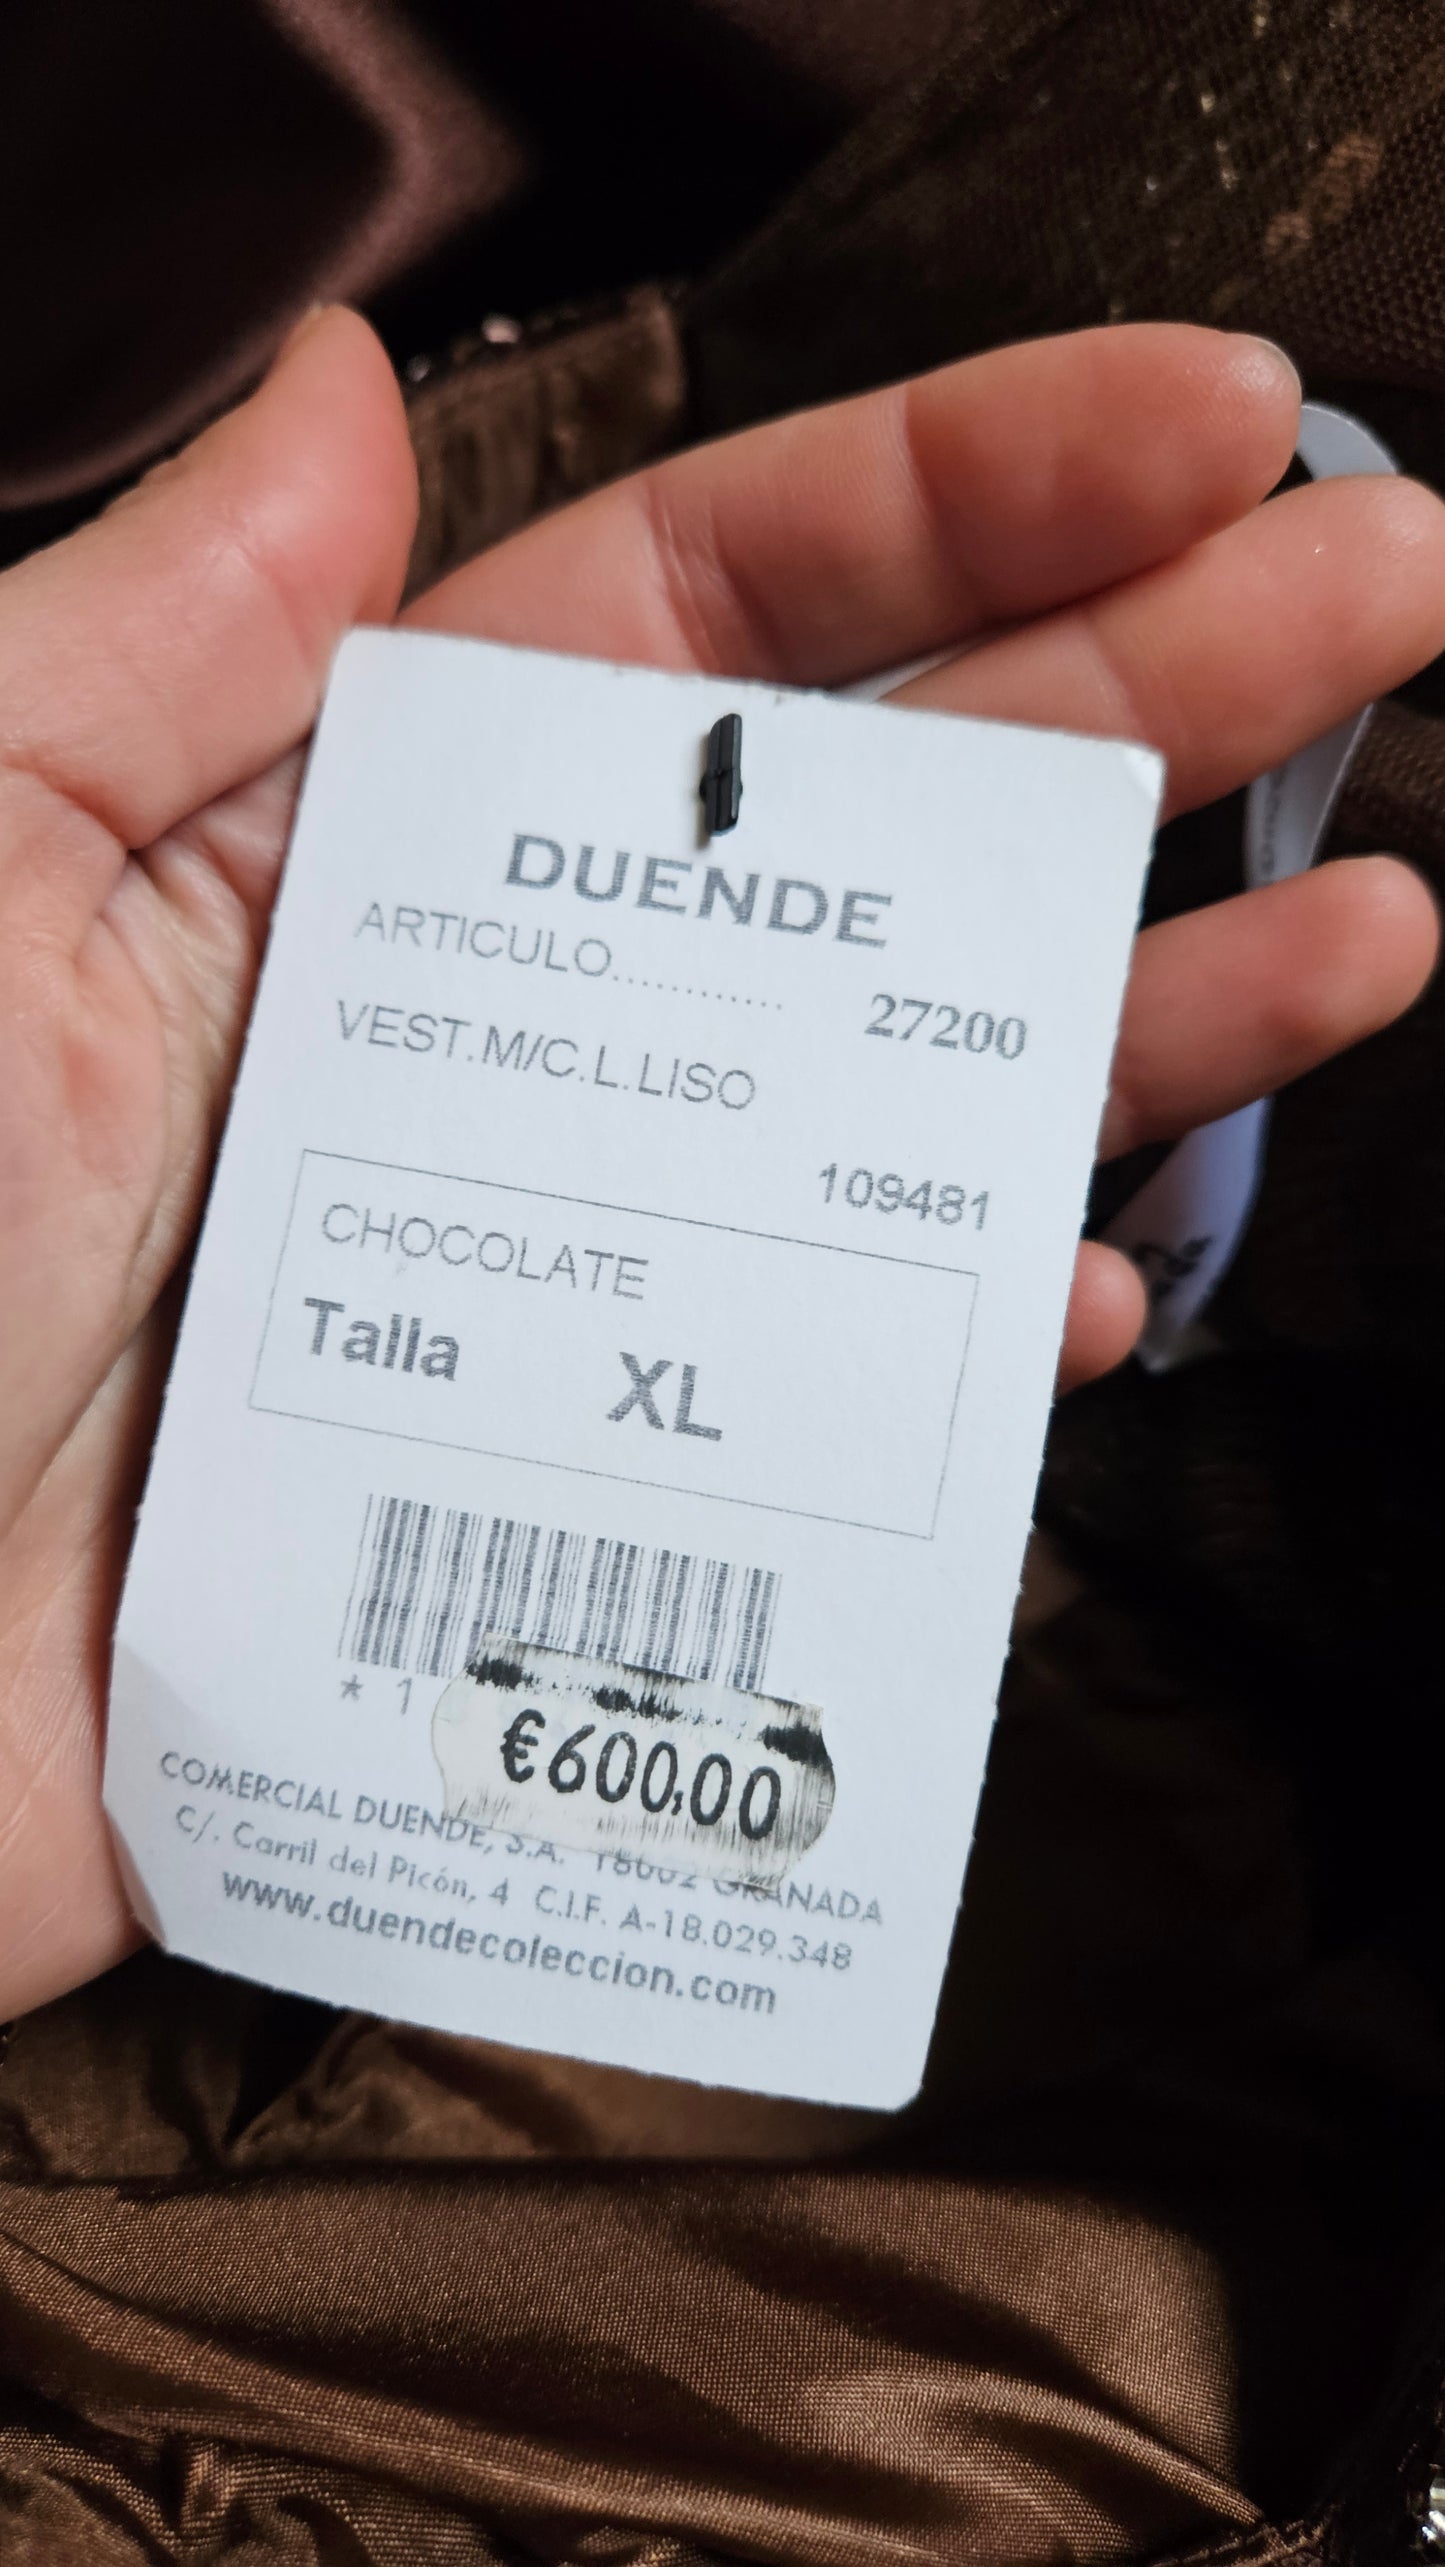 DUENDE
ARTICULO............ 27200
VEST.M/C.L.LISO
109481
CHOCOLATE
Talla XL
* 1
€600,00
COMERCIAL DUENDE, S.A. 18002 GRANADA
C/. Carril del Picón, 4 C.I.F. A-18.029.348
www.duendecoleccion.com